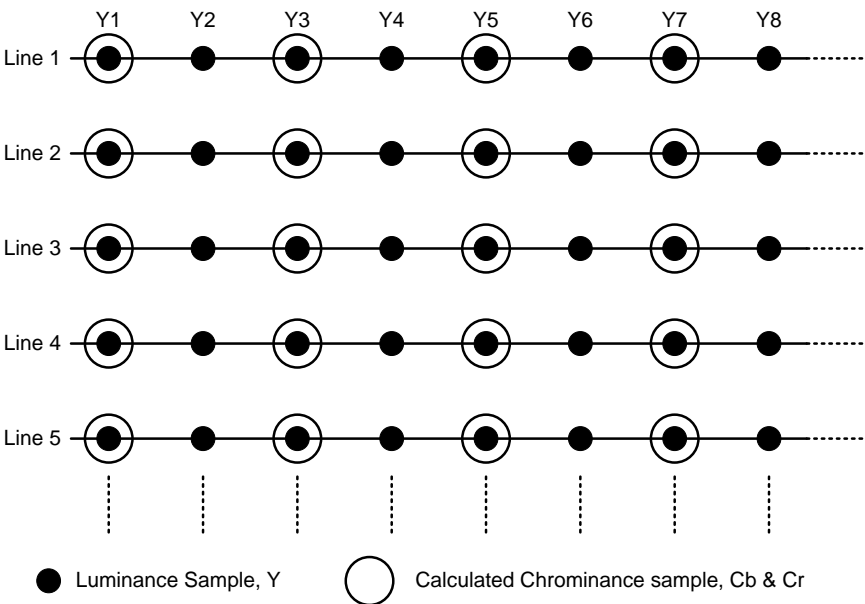 Y1 Y2 Y3 Y4 Y5 Y6 Y7 Y8
Line 1
Line 2
Line 3
Line 4
Line 5
Luminance Sample, Y
Calculated Chrominance sample, Cb & Cr